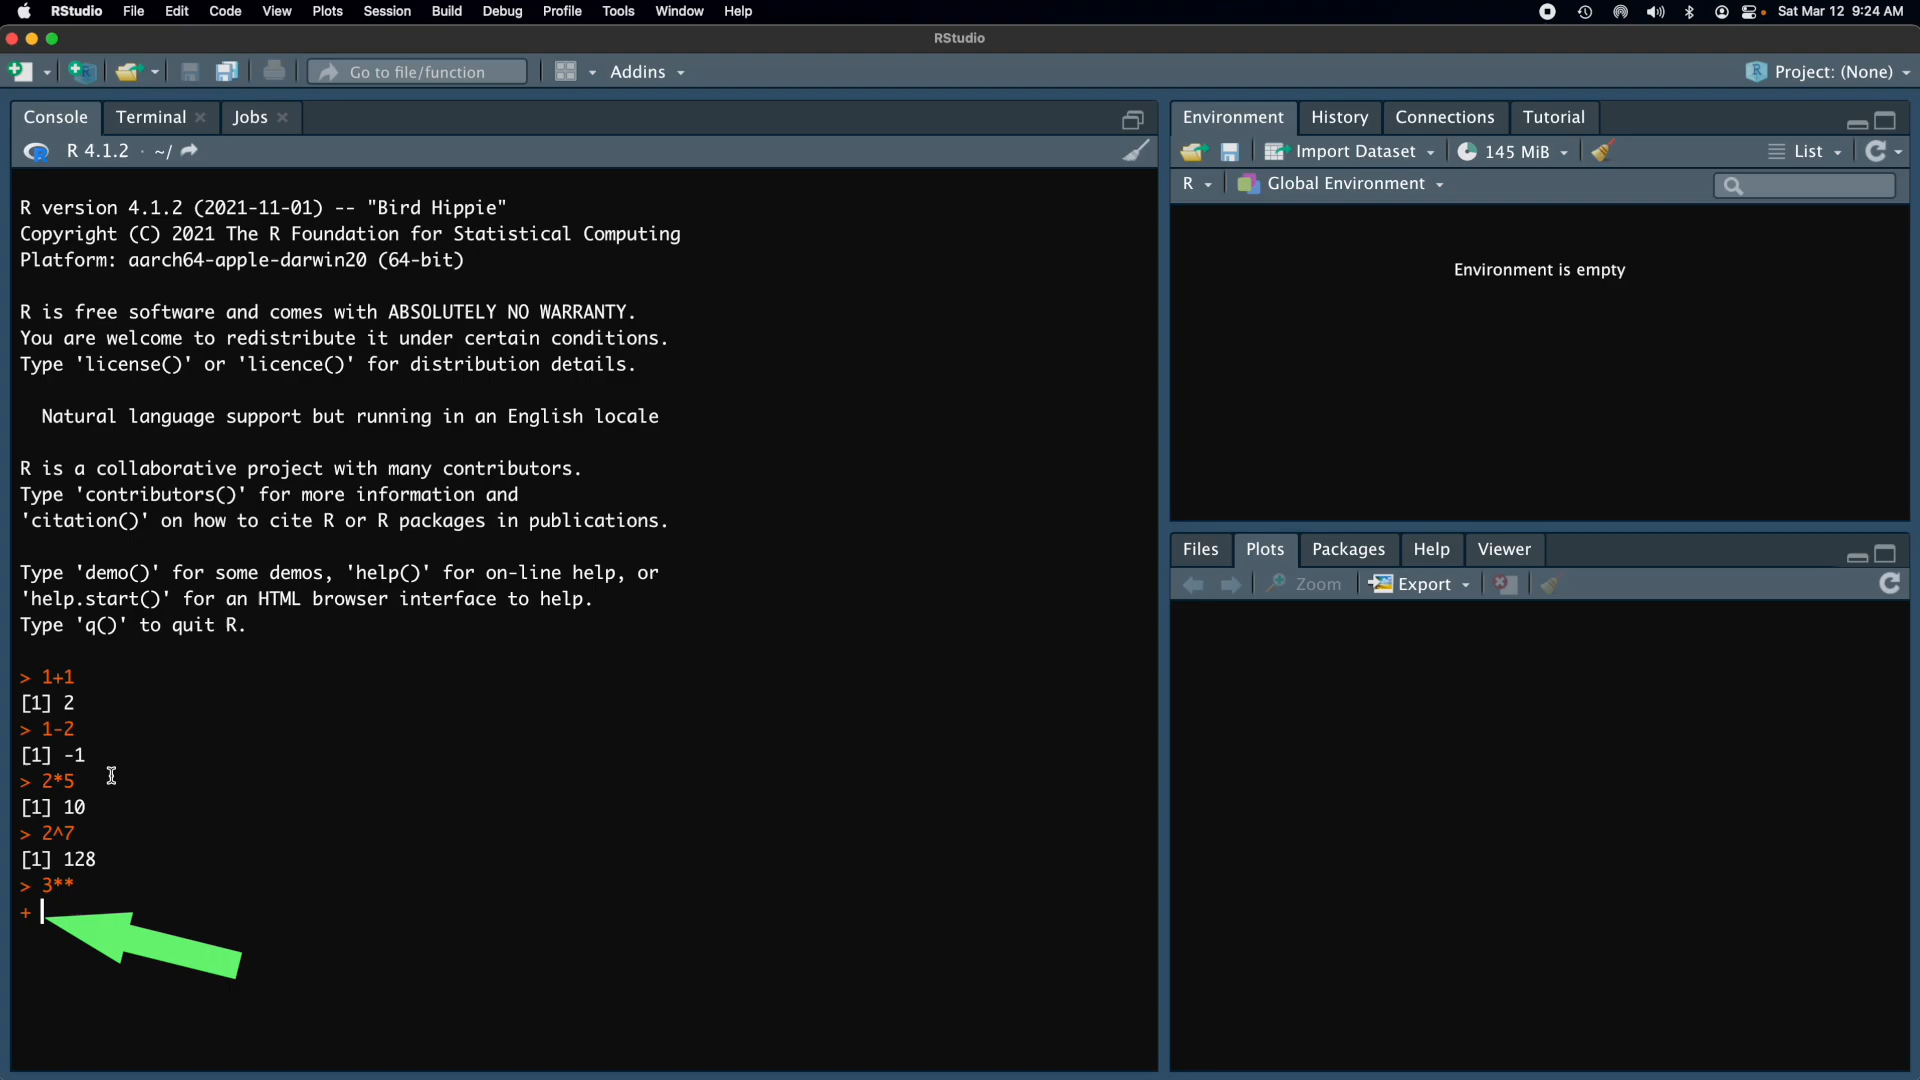 RStudio File Edit Code View Plots Session Build Debug Profile Tools Window Help Sat Mar 12 9:24 AM
RStudio
Go to file/function Addins Project: (None)
Console Terminal Jobs
R 4.1.2 · ~/
R version 4.1.2 (2021-11-01) -- "Bird Hippie"
Copyright (C) 2021 The R Foundation for Statistical Computing
Platform: aarch64-apple-darwin20 (64-bit)
R is free software and comes with ABSOLUTELY NO WARRANTY.
You are welcome to redistribute it under certain conditions.
Type 'license()' or 'licence()' for distribution details.
Natural language support but running in an English locale
R is a collaborative project with many contributors.
Type 'contributors()' for more information and
'citation()' on how to cite R or R packages in publications.
Type 'demo()' for some demos, 'help()' for on-line help, or
'help.start()' for an HTML browser interface to help.
Type 'q()' to quit R.
> 1+1
[1] 2
> 1-2
[1] -1
> 2*5
[1] 10
> 2^7
[1] 128
> 3**
+
Environment History Connections Tutorial
Import Dataset 145 MiB List
R Global Environment
Environment is empty
Files Plots Packages Help Viewer
Zoom Export